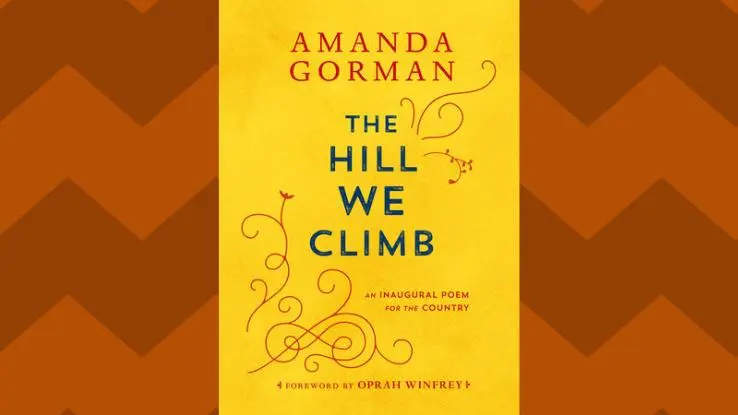 AMANDA
GORMAN
THE
HILL
WE
CLIMB
AN INAUGURAL POEM
FOR THE COUNTRY
FOREWORD BY OPRAH WINFREY